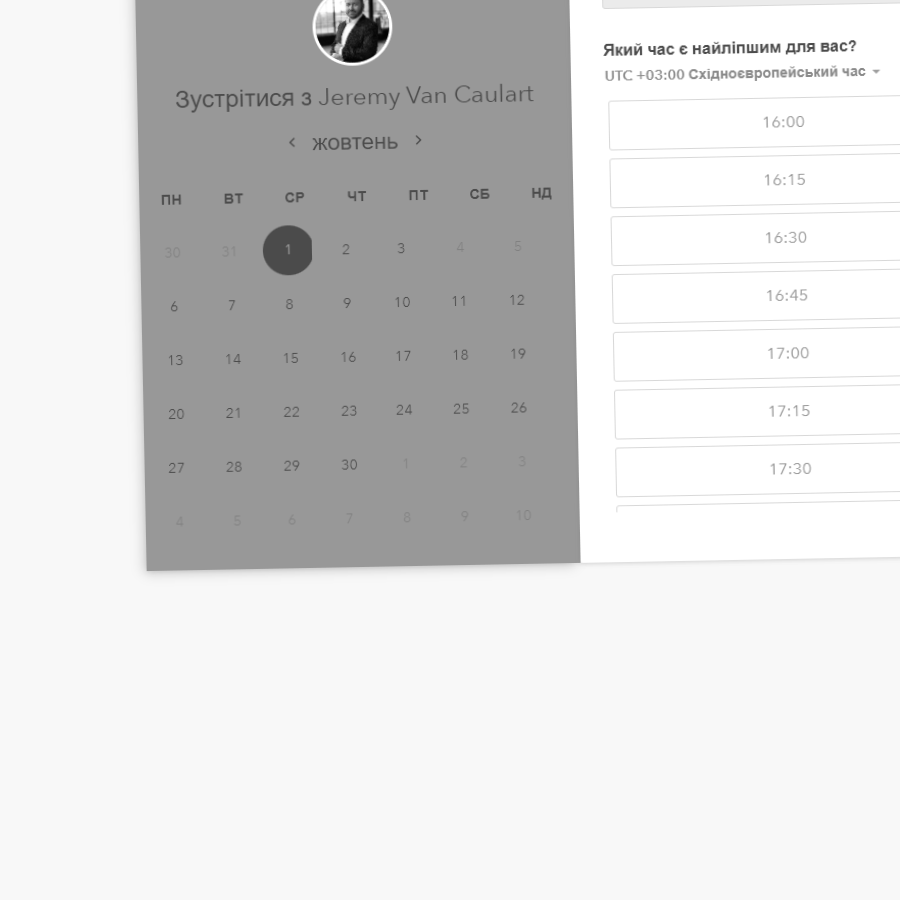 Зустрітися з Jeremy Van Caulart
жовтень
ПН ВТ СР ЧТ ПТ СБ НД
30 31 1 2 3 4 5
6 7 8 9 10 11 12
13 14 15 16 17 18 19
20 21 22 23 24 25 26
27 28 29 30 1 2 3
4 5 6 7 8 9 10
Який час є найліпшим для вас?
UTC +03:00 Східноєвропейський час
16:00
16:15
16:30
16:45
17:00
17:15
17:30